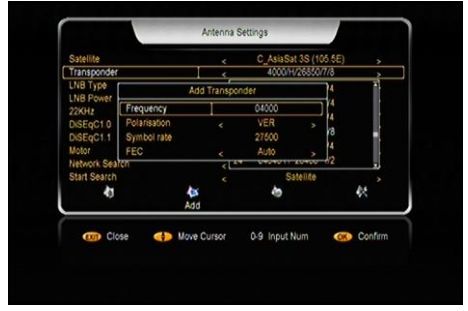 Antenna Settings
Satellite < C_AsiaSat 3S (105.5E) >
Transponder < 4000/H/26850/7/8 >
LNB Type
LNB Power
22KHz
DiSEqC1.0
DiSEqC1.1
Motor
Network Search
Start Search < Satellite >
Add Transponder
Frequency 04000
Polarisation < VER >
Symbol rate 27500
FEC < Auto >
Add
EXIT Close Move Cursor 0-9 Input Num OK Confirm